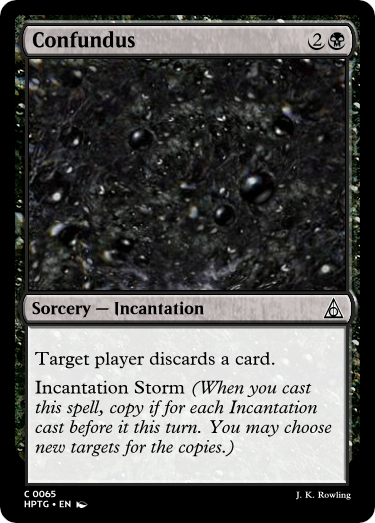 Confundus 2
Sorcery — Incantation
Target player discards a card.
Incantation Storm (When you cast
this spell, copy if for each Incantation
cast before it this turn. You may choose
new targets for the copies.)
C 0065
HPTG • EN
J. K. Rowling